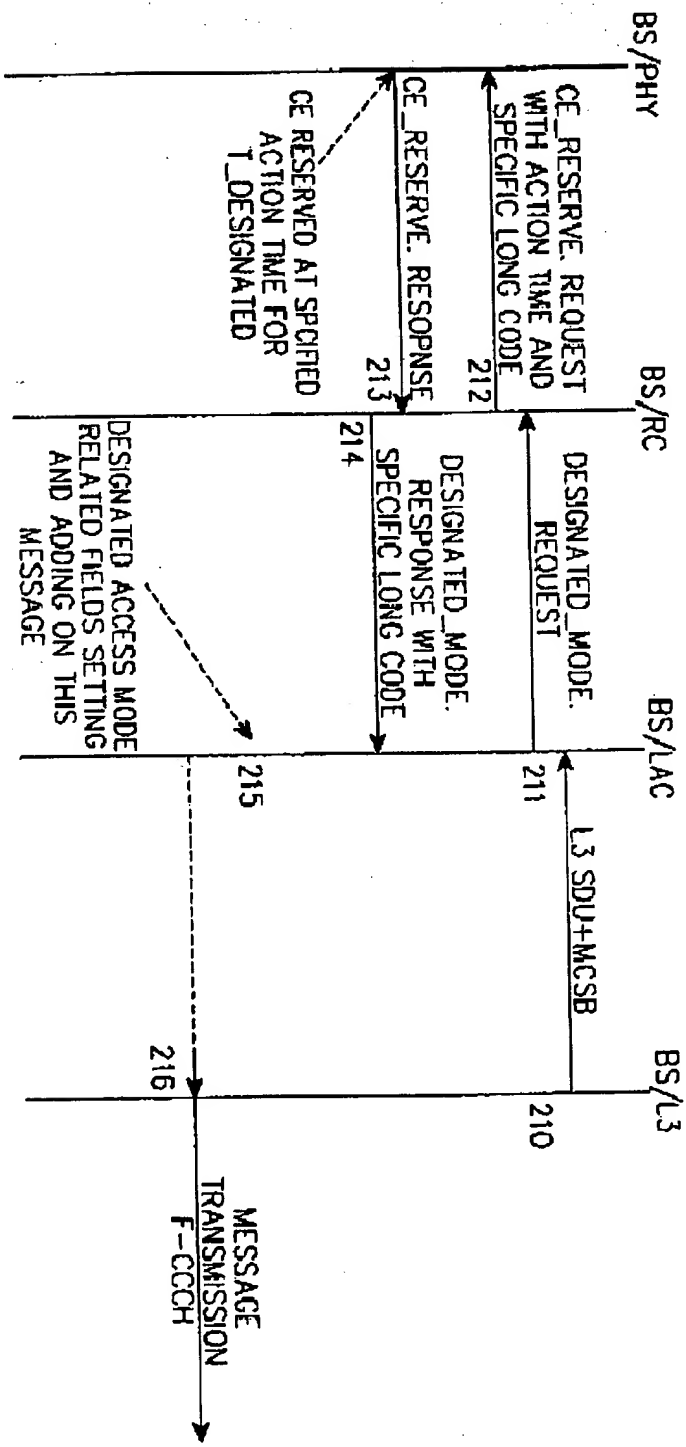 BS/PHY
BS/RC
BS/LAC
BS/L3
L3 SDU+MCSB
210
DESIGNATED_MODE.
REQUEST
211
CE_RESERVE. REQUEST
WITH ACTION TIME AND
SPECIFIC LONG CODE
212
CE_RESERVE. RESOPNSE
213
CE RESERVED AT SPCIFIED
ACTION TIME FOR
T_DESIGNATED
DESIGNATED_MODE.
RESPONSE WITH
SPECIFIC LONG CODE
214
DESIGNATED ACCESS MODE
RELATED FIELDS SETTING
AND ADDING ON THIS
MESSAGE
215
216
MESSAGE
TRANSMISSION
F-CCCH